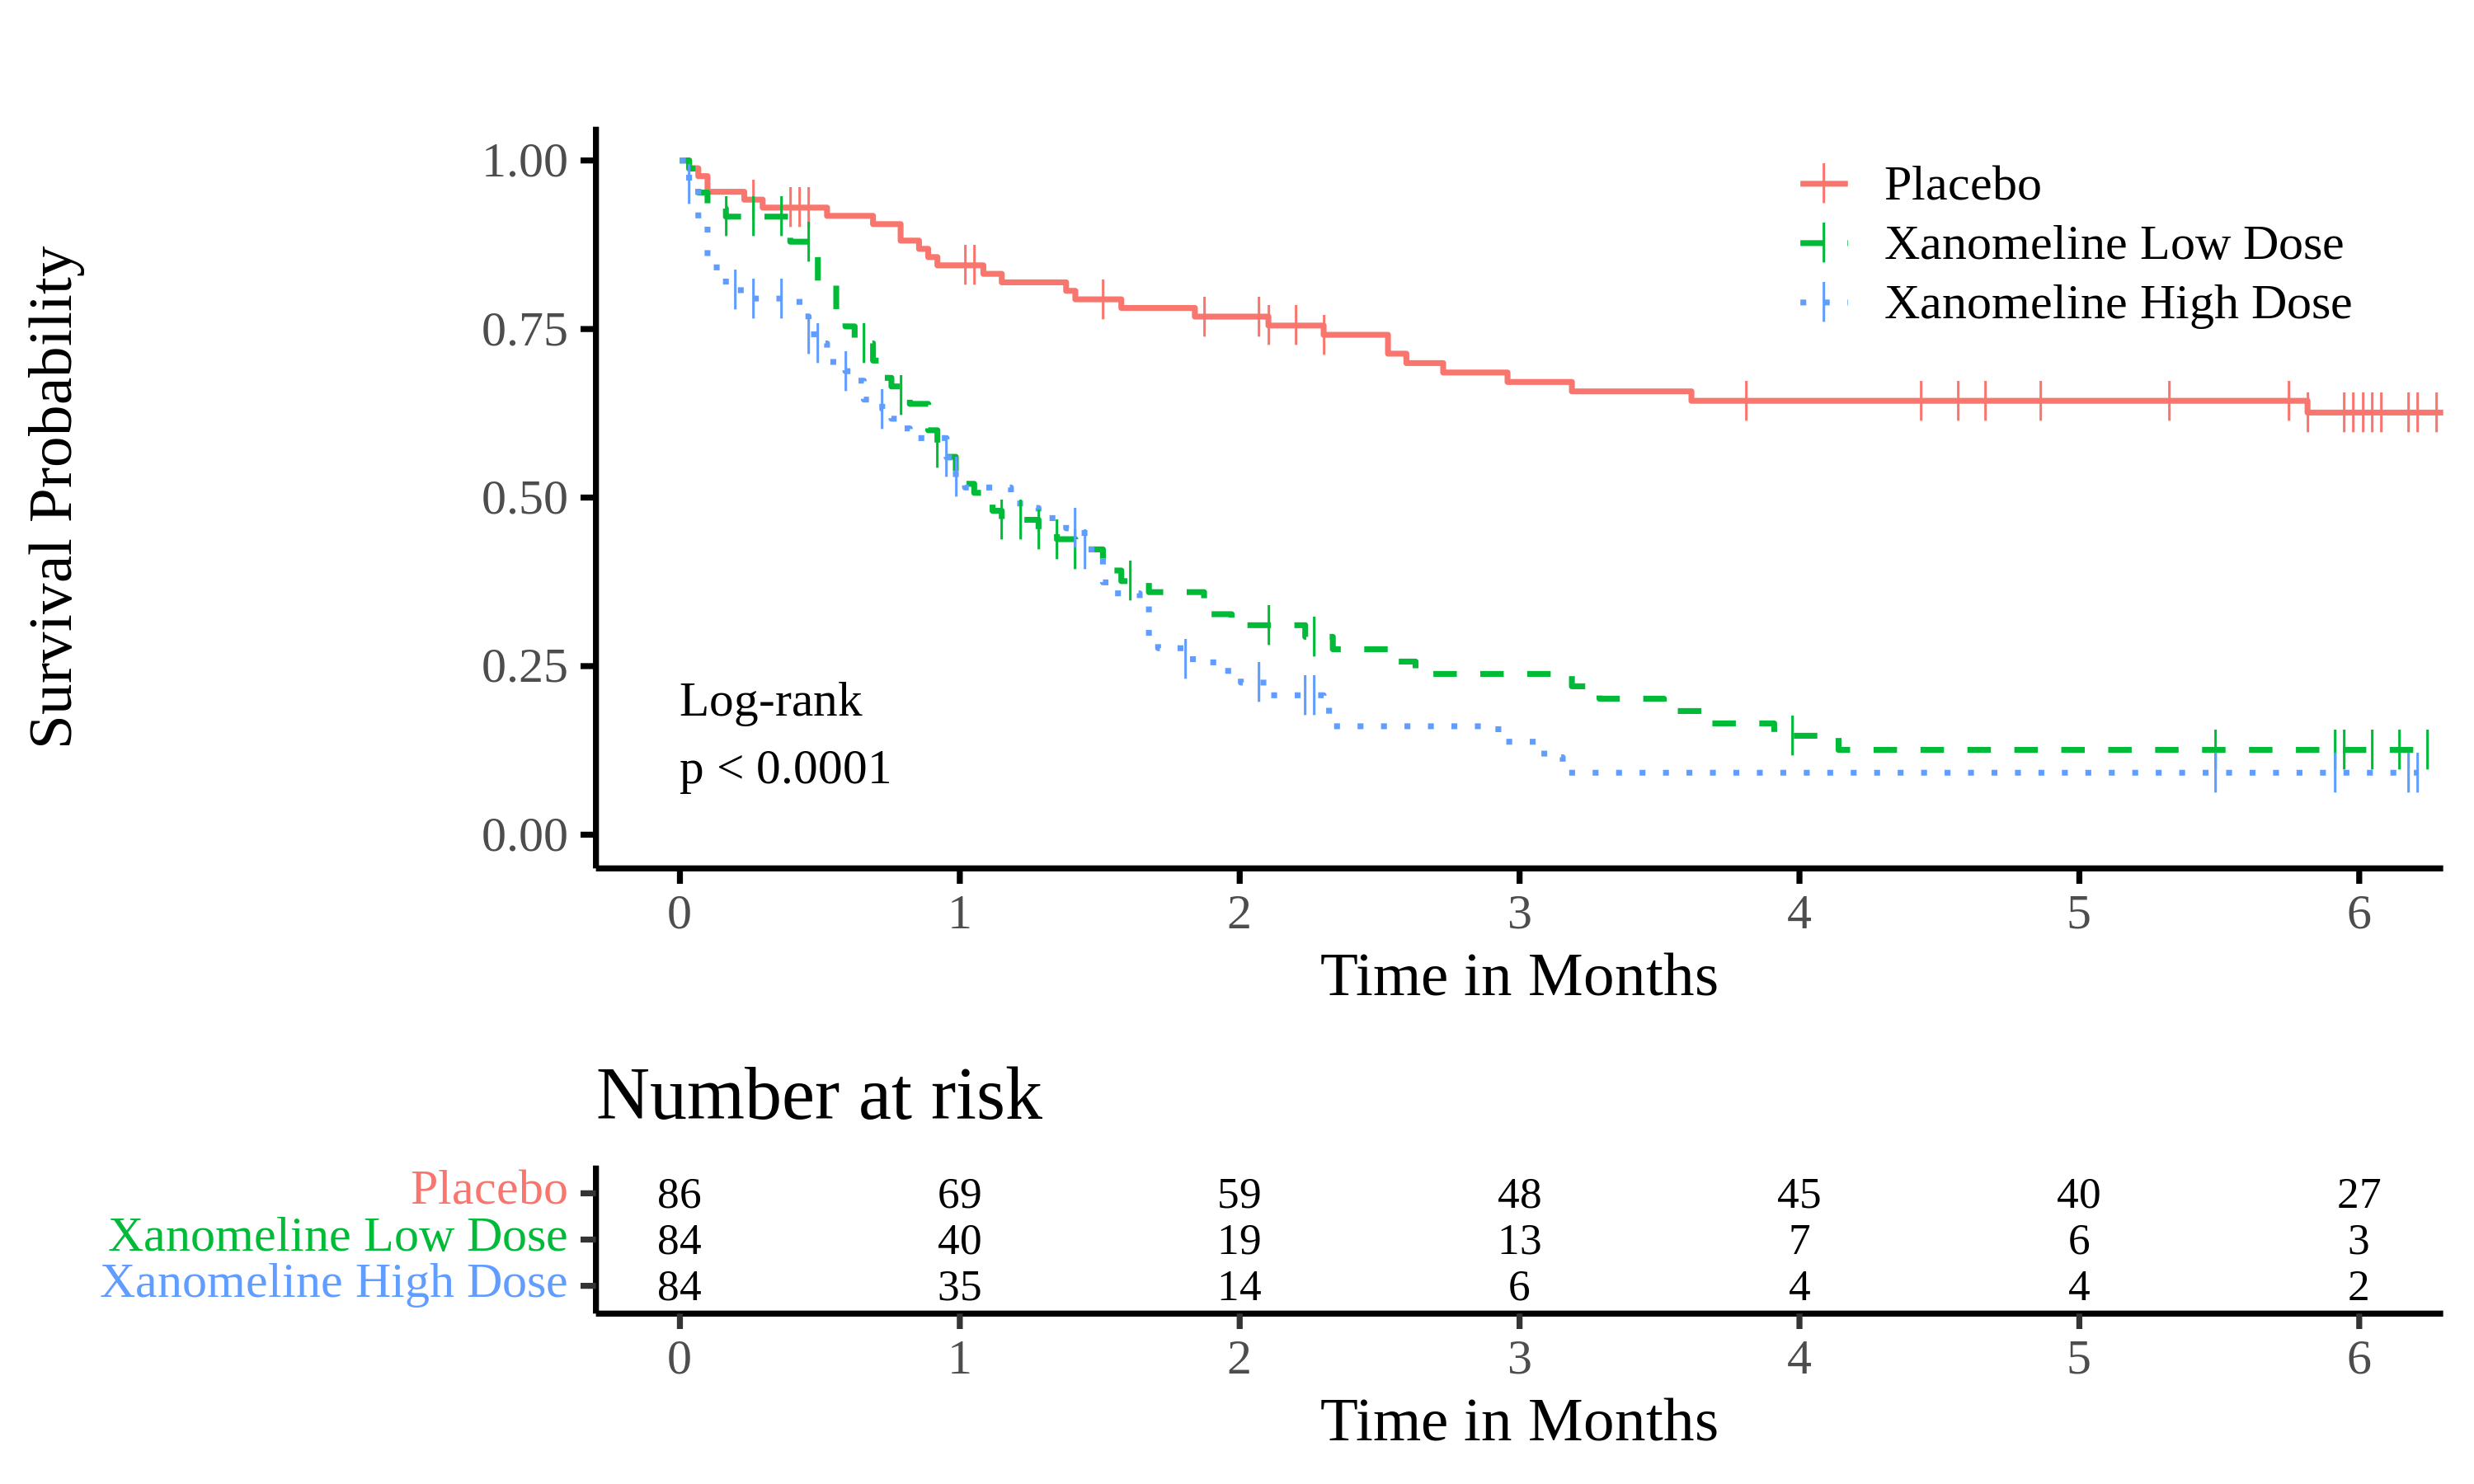 Survival Probability
1.00
0.75
0.50
0.25
0.00
Placebo
Xanomeline Low Dose
Xanomeline High Dose
Log-rank
p < 0.0001
0 1 2 3 4 5 6
Time in Months
Number at risk
Placebo 86 69 59 48 45 40 27
Xanomeline Low Dose 84 40 19 13 7 6 3
Xanomeline High Dose 84 35 14 6 4 4 2
0 1 2 3 4 5 6
Time in Months